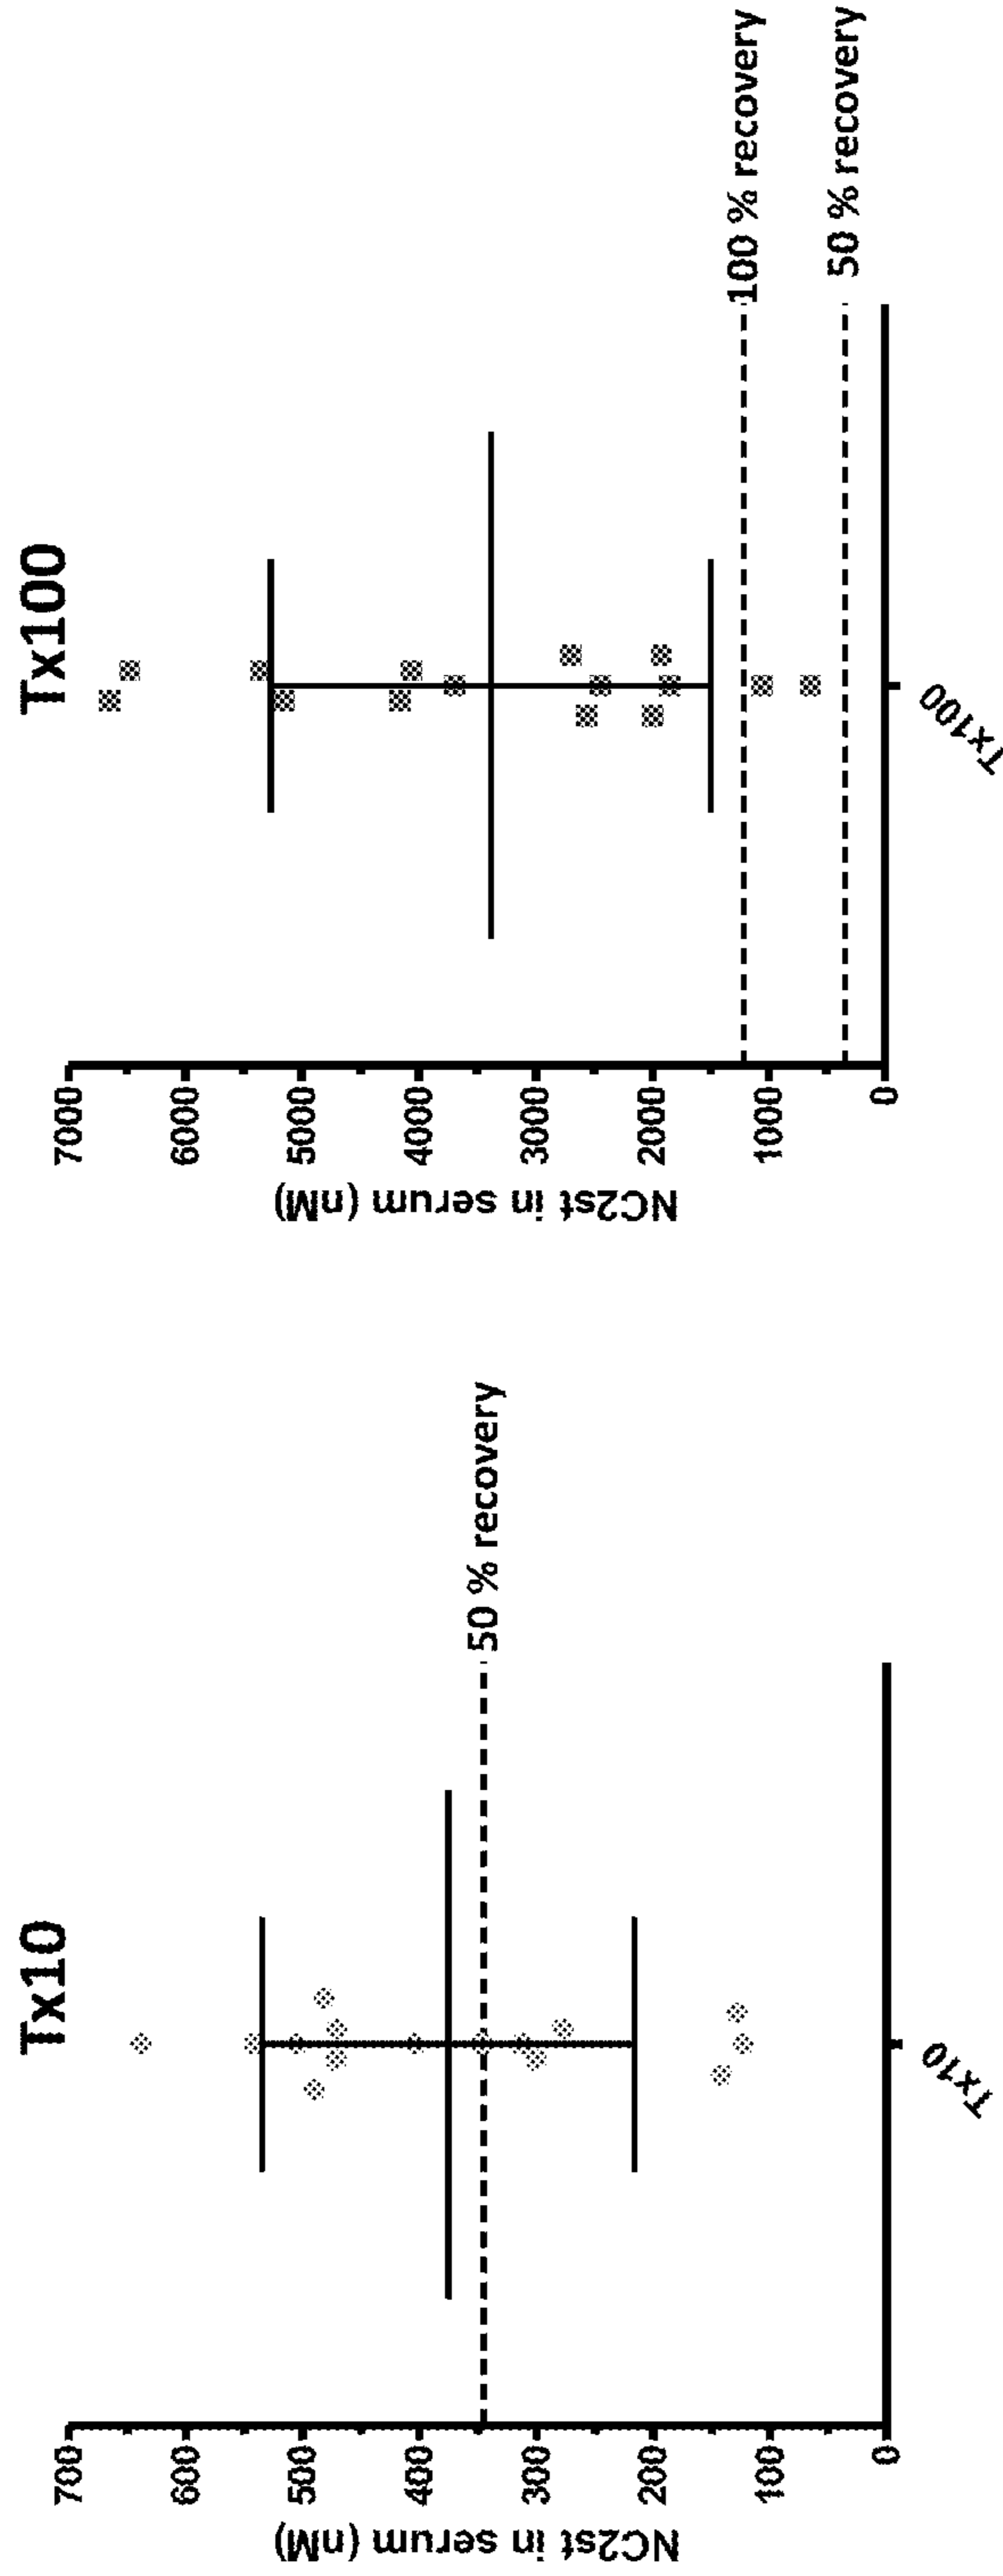 Tx10
NC2st in serum (nM)
700
600
500
400
300
200
100
0
50 % recovery
Tx10
Tx100
NC2st in serum (nM)
7000
6000
5000
4000
3000
2000
1000
0
100 % recovery
50 % recovery
Tx100